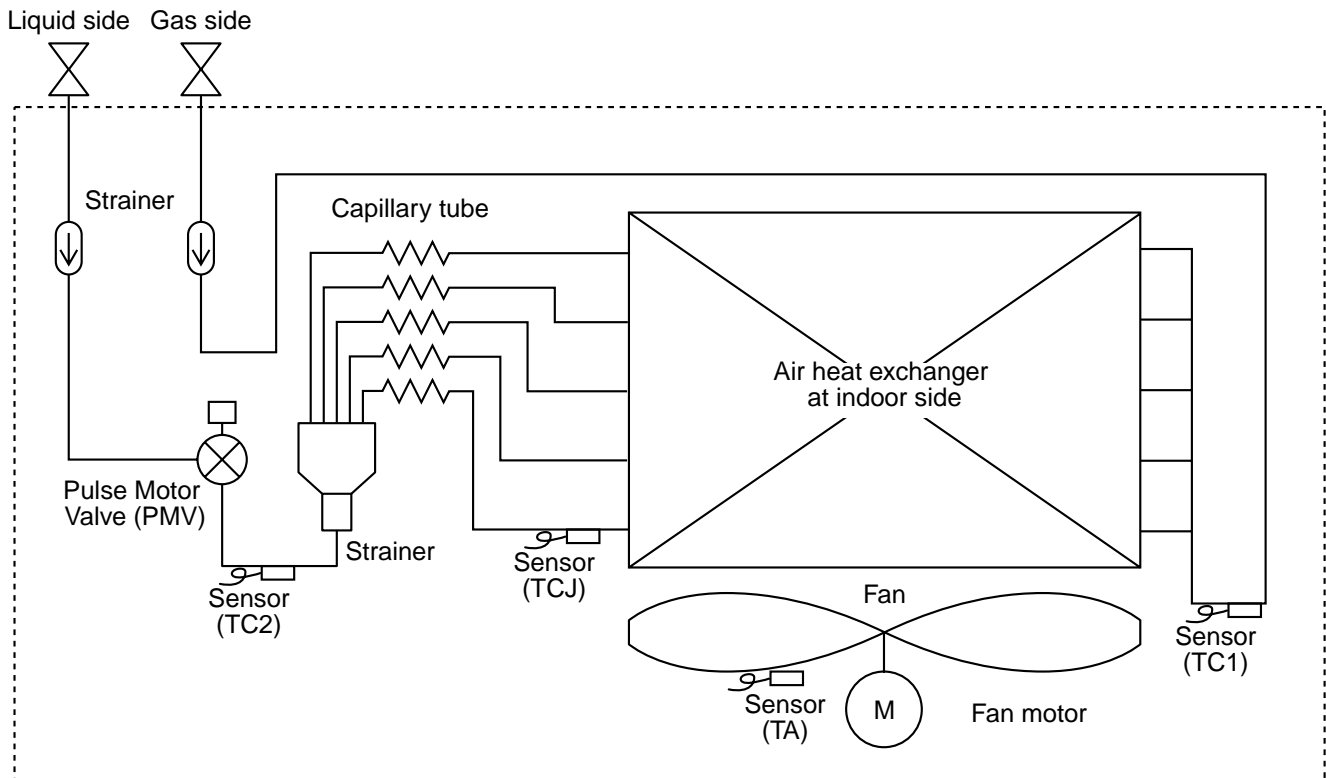 Liquid side
Gas side
Strainer
Capillary tube
Air heat exchanger
at indoor side
Pulse Motor
Valve (PMV)
Strainer
Sensor
(TCJ)
Sensor
(TC2)
Fan
Sensor
(TC1)
Sensor
(TA)
M
Fan motor